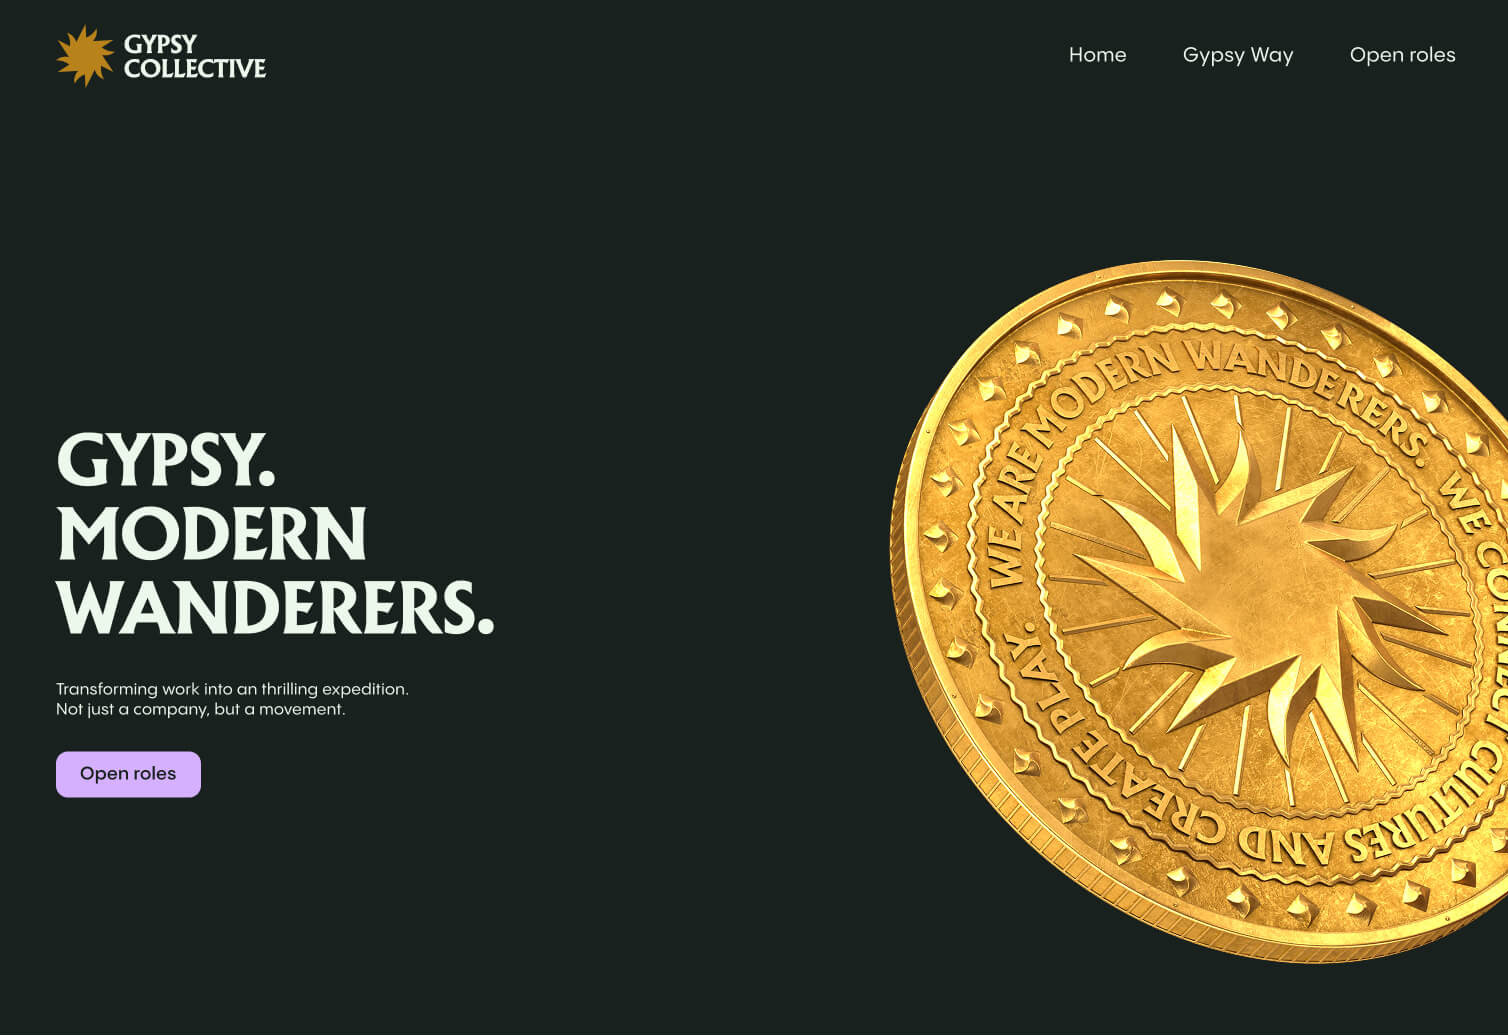 GYPSY
COLLECTIVE
Home
Gypsy Way
Open roles
GYPSY.
MODERN
WANDERERS.
Transforming work into an thrilling expedition.
Not just a company, but a movement.
Open roles
WE ARE MODERN WANDERERS. WE CONNECT CULTURES AND CREATE PLAY.